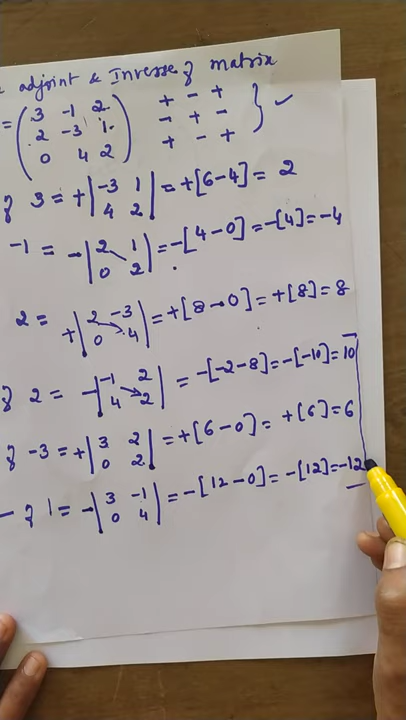 adjoint & Inverse of matrix
= ( 3 -1 2 ) + - +
( 2 -3 1 ) - + - } ✓
( 0 4 2 ) + - +
of 3 = + | -3 1 | = +[6-4] = 2
| 4 2 |
-1 = - | 2 1 | = -[4-0] = -[4] = -4
| 0 2 |
2 = + | 2 -3 | = +[8-0] = +[8] = 8
| 0 4 |
of 2 = - | -1 2 | = -[-2-8] = -[-10] = 10
| 4 2 |
of -3 = + | 3 2 | = +[6-0] = +[6] = 6
| 0 2 |
of 1 = - | 3 -1 | = -[12-0] = -[12] = -12
| 0 4 |